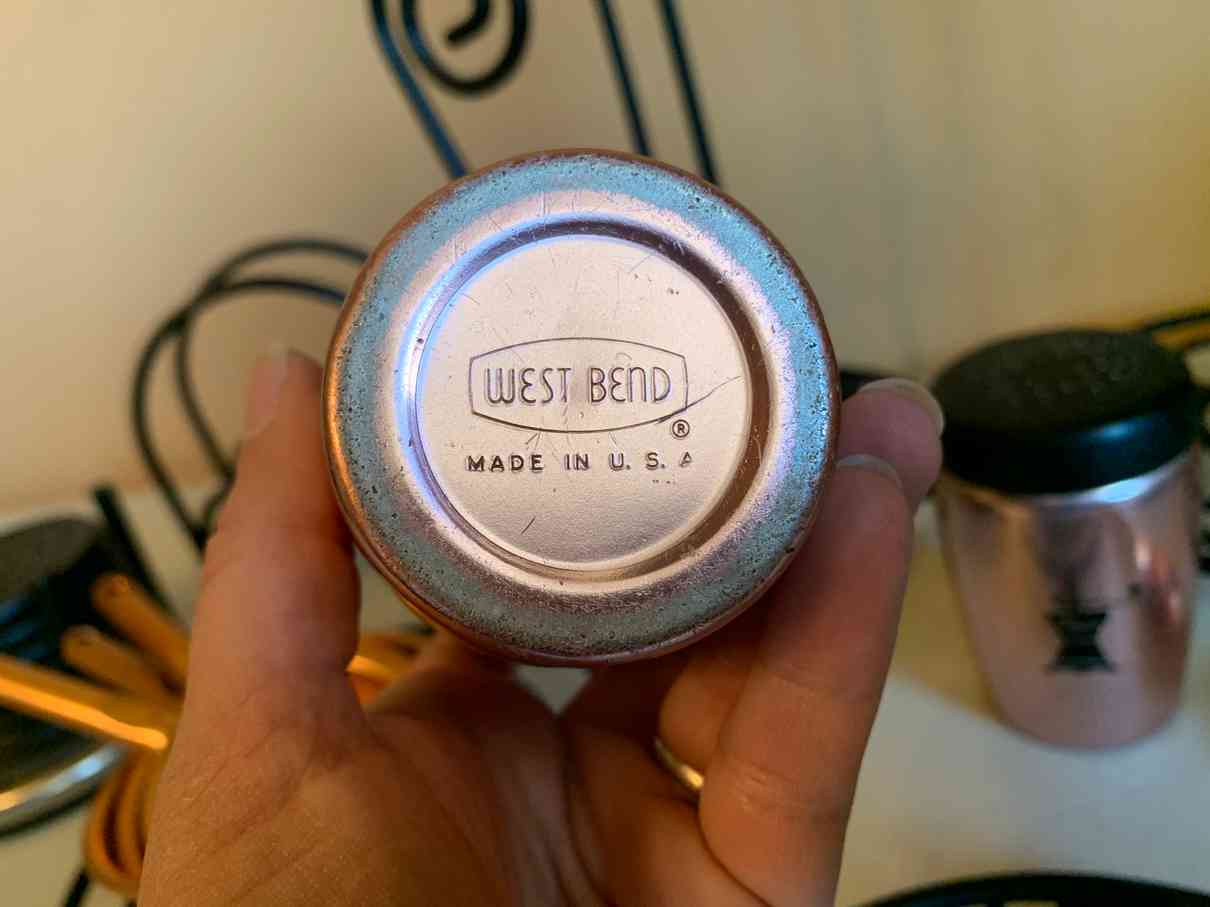 WEST BEND
®
MADE IN U. S. A